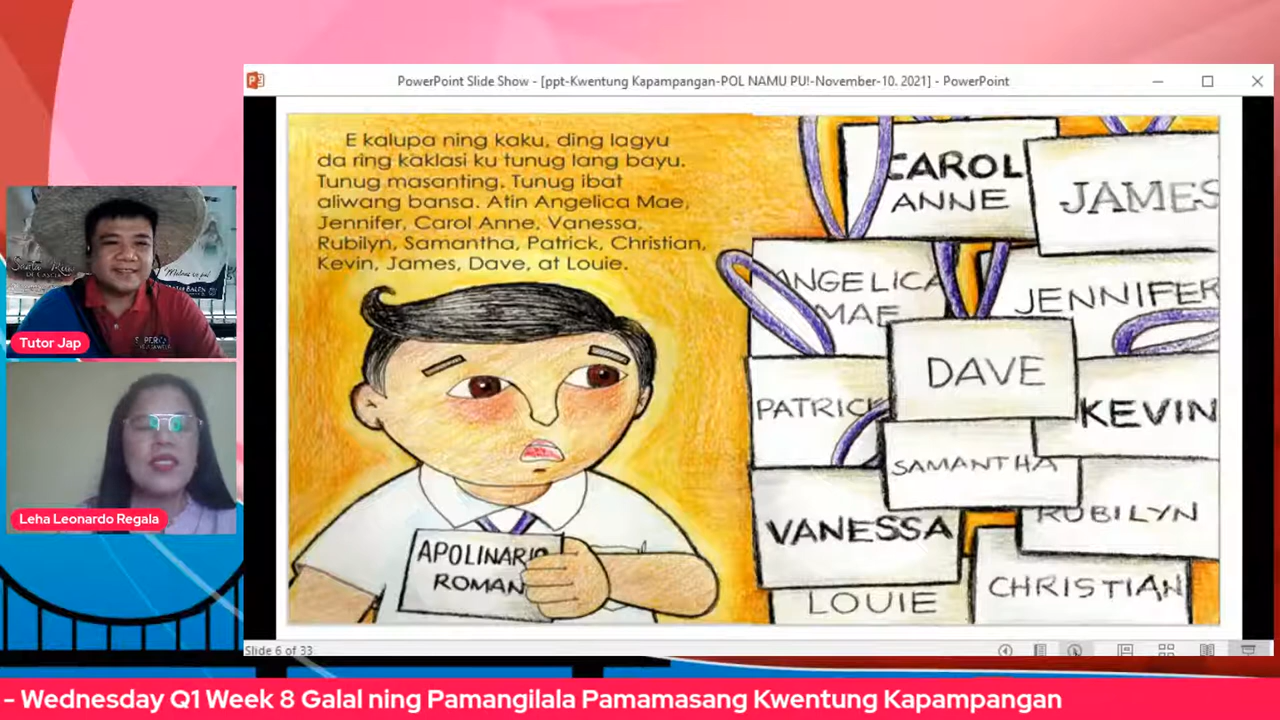 PowerPoint Slide Show - [ppt-Kwentung Kapampangan-POL NAMU PU!-November-10. 2021] - PowerPoint
E kalupa ning kaku, ding lagyu
da ring kaklasi ku tunug lang bayu.
Tunug masanting. Tunug ibat
aliwang bansa. Atin Angelica Mae,
Jennifer, Carol Anne, Vanessa,
Rubilyn, Samantha, Patrick, Christian,
Kevin, James, Dave, at Louie.
CAROL
ANNE
JAMES
ANGELICA
MAE
JENNIFER
DAVE
PATRICK
KEVIN
SAMANTHA
VANESSA
RUBILYN
LOUIE
CHRISTIAN
APOLINARIO
ROMAN
Tutor Jap
Leha Leonardo Regala
Slide 6 of 33
- Wednesday Q1 Week 8 Galal ning Pamangilala Pamamasang Kwentung Kapampangan